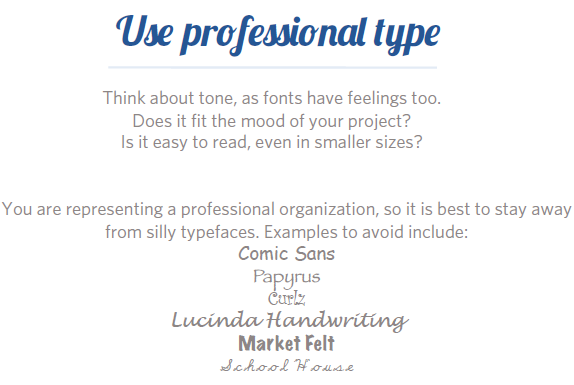 Use professional type
Think about tone, as fonts have feelings too.
Does it fit the mood of your project?
Is it easy to read, even in smaller sizes?
You are representing a professional organization, so it is best to stay away
from silly typefaces. Examples to avoid include:
Comic Sans
Papyrus
Curlz
Lucinda Handwriting
Market Felt
School House